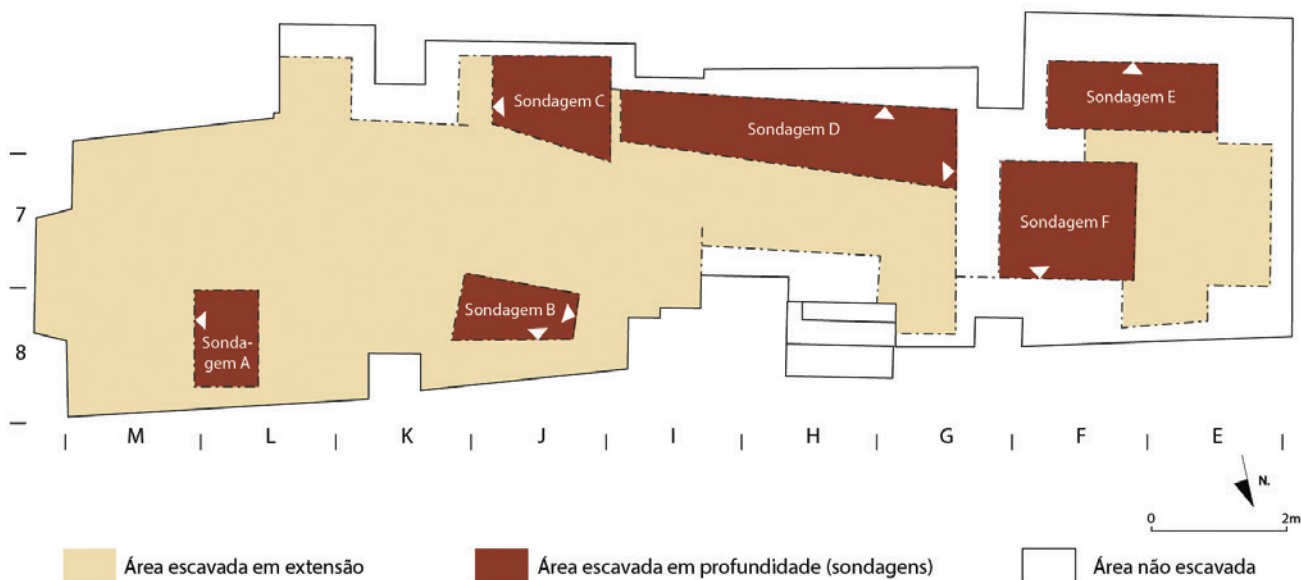 Sondagem C
Sondagem E
Sondagem D
7
Sondagem F
Sondagem B
Sonda-
gem A
8
M L K J I H G F E
N.
0 2m
Área escavada em extensão
Área escavada em profundidade (sondagens)
Área não escavada